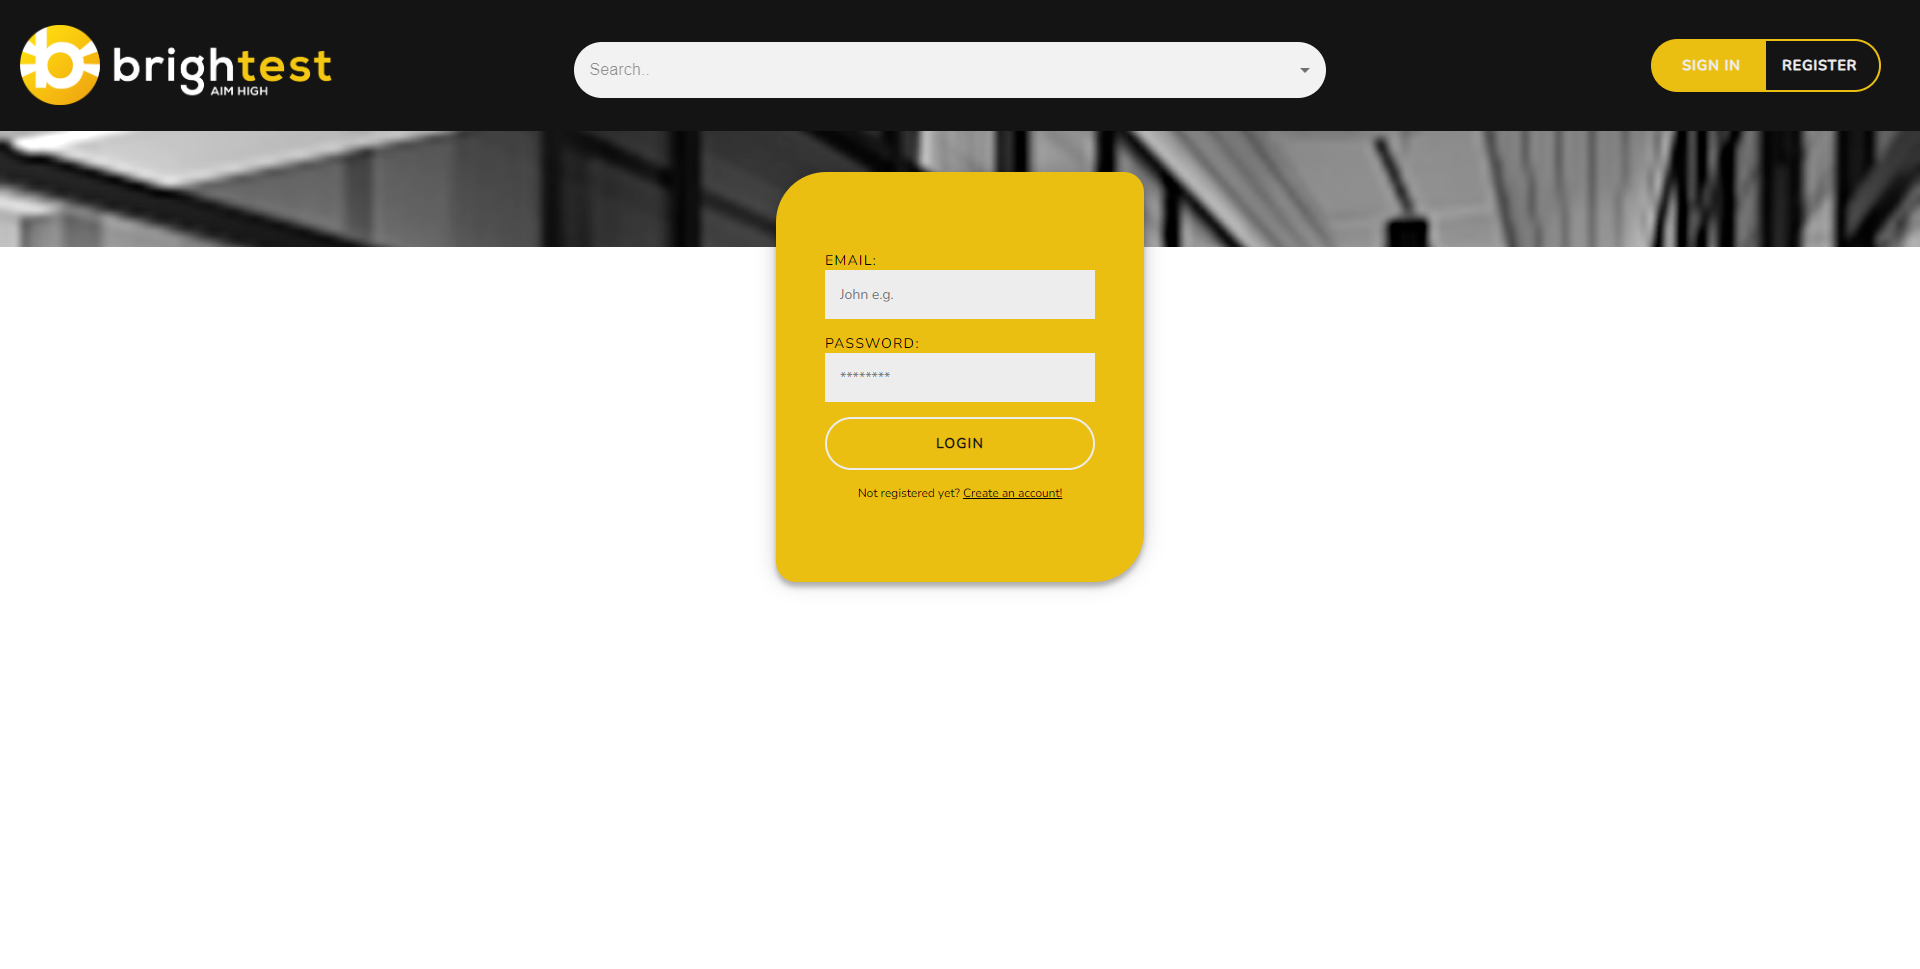 brightest
AIM HIGH
Search..
SIGN IN
REGISTER
EMAIL:
John e.g.
PASSWORD:
********
LOGIN
Not registered yet? Create an account!